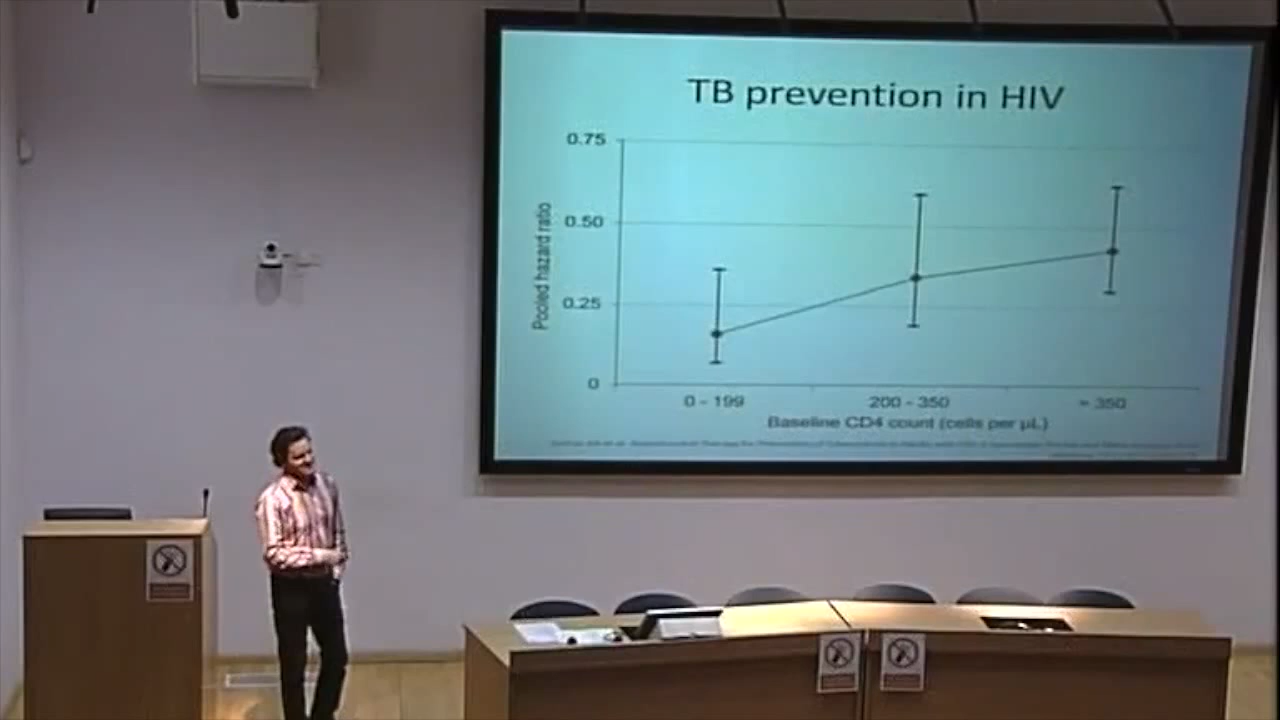 TB prevention in HIV
0.75
0.50
0.25
0
Pooled hazard ratio
0 - 199
200 - 350
350
Baseline CD4 count (cells per µL)